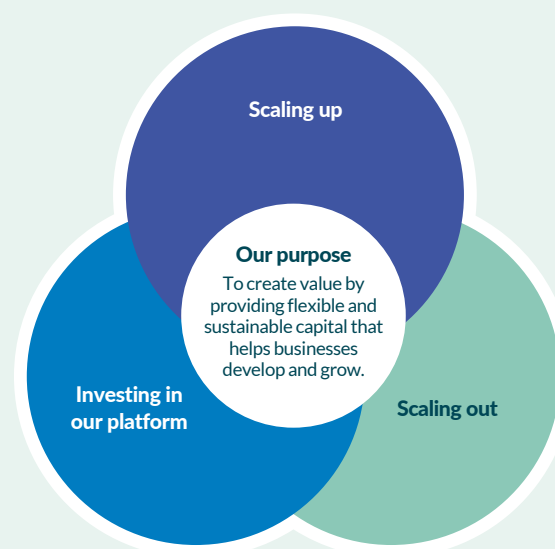 Scaling up
Our purpose
To create value by
providing flexible and
sustainable capital that
helps businesses
develop and grow.
Investing in
our platform
Scaling out